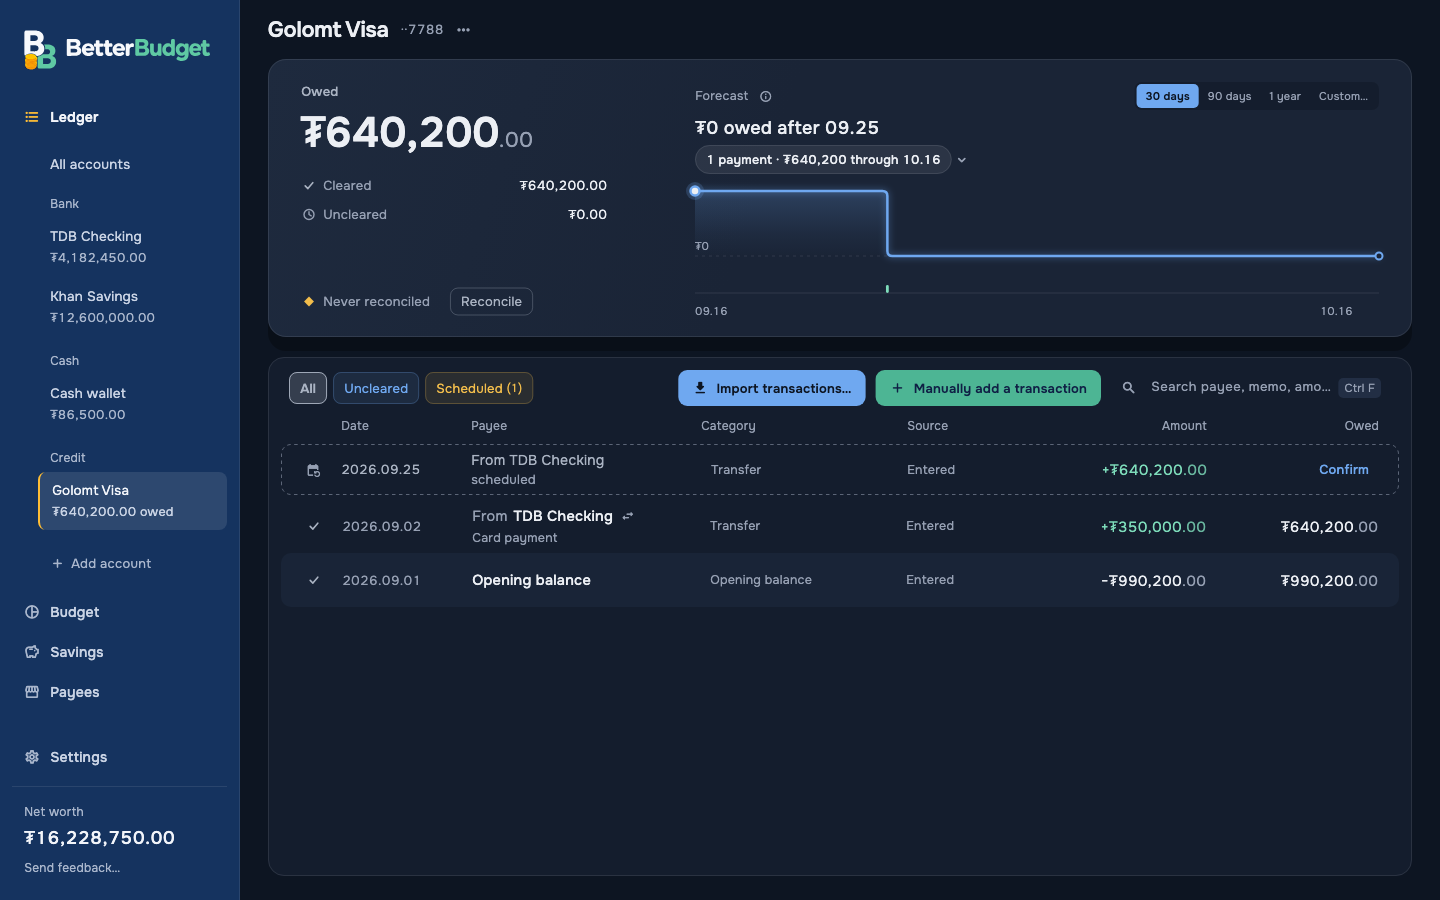 BetterBudget
Ledger
All accounts
Bank
TDB Checking
₮4,182,450.00
Khan Savings
₮12,600,000.00
Cash
Cash wallet
₮86,500.00
Credit
Golomt Visa
₮640,200.00 owed
+ Add account
Budget
Savings
Payees
Settings
Net worth
₮16,228,750.00
Send feedback...
Golomt Visa ··7788 •••
Owed
₮640,200.00
Cleared ₮640,200.00
Uncleared ₮0.00
Never reconciled Reconcile
Forecast
30 days 90 days 1 year Custom...
₮0 owed after 09.25
1 payment · ₮640,200 through 10.16
₮0
09.16 10.16
All Uncleared Scheduled (1) Import transactions... + Manually add a transaction Search payee, memo, amo... Ctrl F
Date Payee Category Source Amount Owed
2026.09.25 From TDB Checking Transfer Entered +₮640,200.00 Confirm
scheduled
2026.09.02 From TDB Checking Transfer Entered +₮350,000.00 ₮640,200.00
Card payment
2026.09.01 Opening balance Opening balance Entered −₮990,200.00 ₮990,200.00